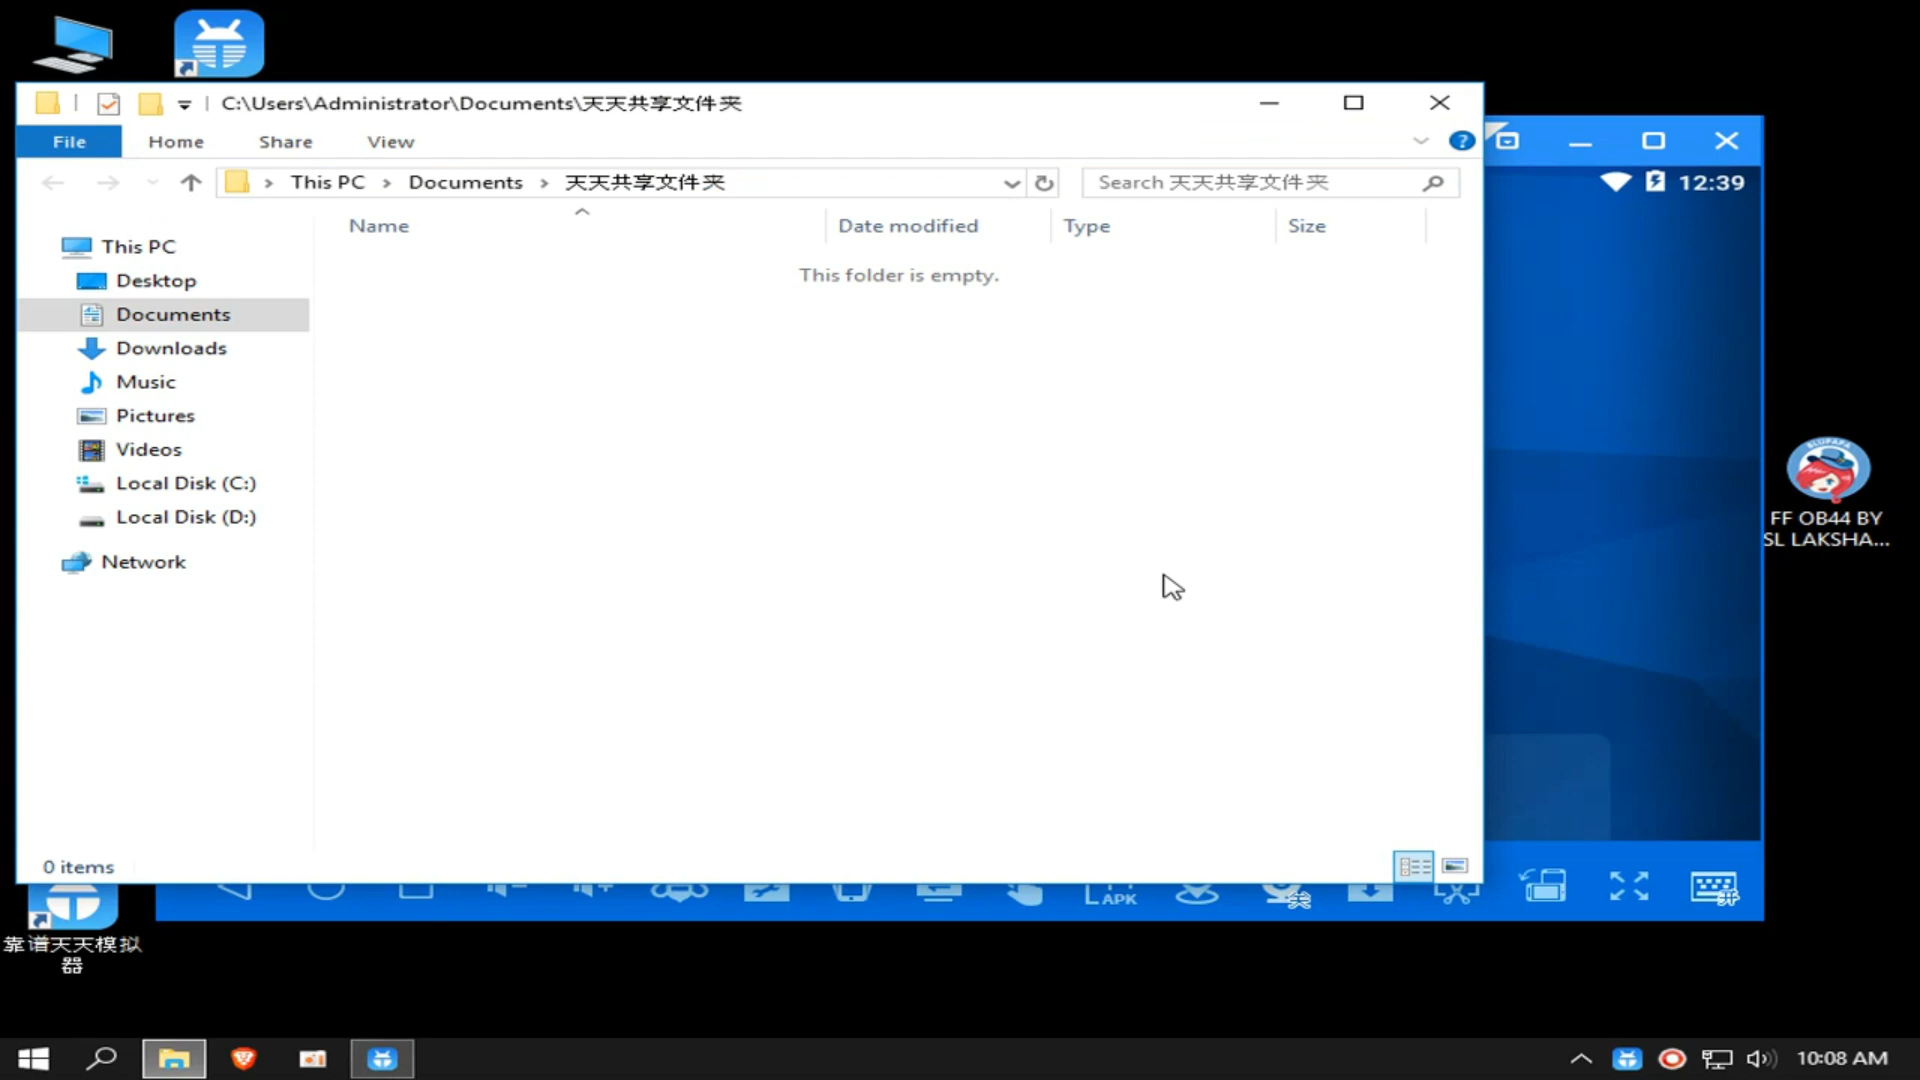 C:\Users\Administrator\Documents\天天共享文件夹
File Home Share View
?
12:39
This PC Documents 天天共享文件夹
Search 天天共享文件夹
Name Date modified Type Size
This folder is empty.
This PC
Desktop
Documents
Downloads
Music
Pictures
Videos
Local Disk (C:)
Local Disk (D:)
Network
FF OB44 BY
SL LAKSHA...
0 items
APK
靠谱天天模拟
器
10:08 AM